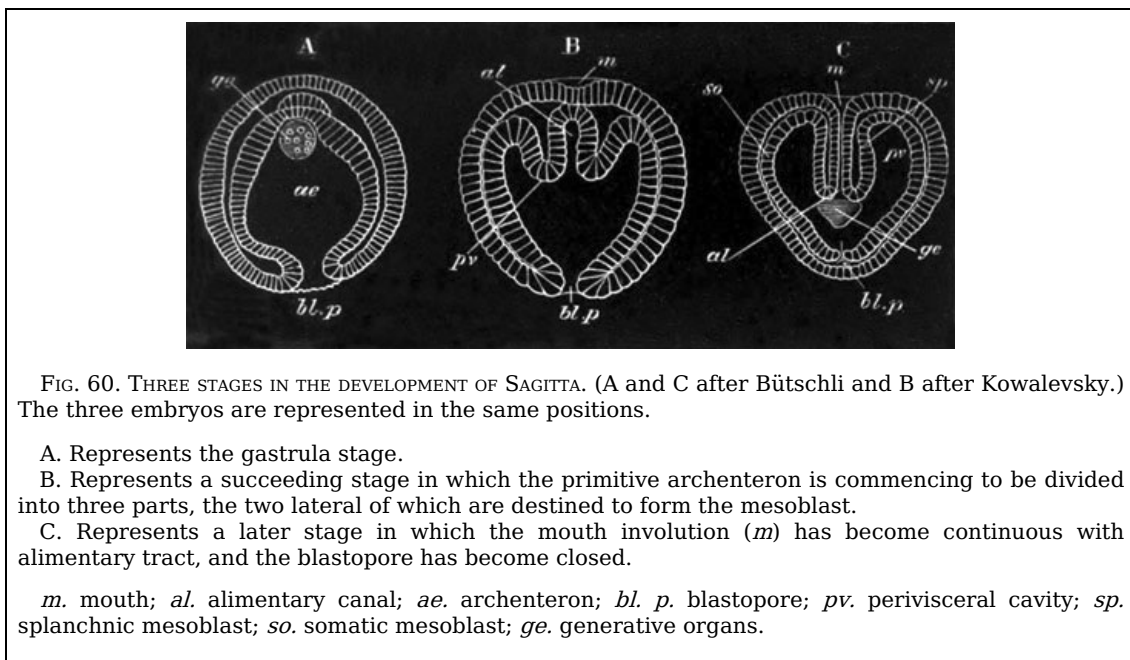 A
B
C
ge
al
m
m
so
sp
pv
ae
pv
al
ge
bl.p
bl.p
bl.p
FIG. 60. THREE STAGES IN THE DEVELOPMENT OF SAGITTA. (A and C after Bütschli and B after Kowalevsky.)
The three embryos are represented in the same positions.
A. Represents the gastrula stage.
B. Represents a succeeding stage in which the primitive archenteron is commencing to be divided
into three parts, the two lateral of which are destined to form the mesoblast.
C. Represents a later stage in which the mouth involution (m) has become continuous with
alimentary tract, and the blastopore has become closed.
m. mouth; al. alimentary canal; ae. archenteron; bl. p. blastopore; pv. perivisceral cavity; sp.
splanchnic mesoblast; so. somatic mesoblast; ge. generative organs.